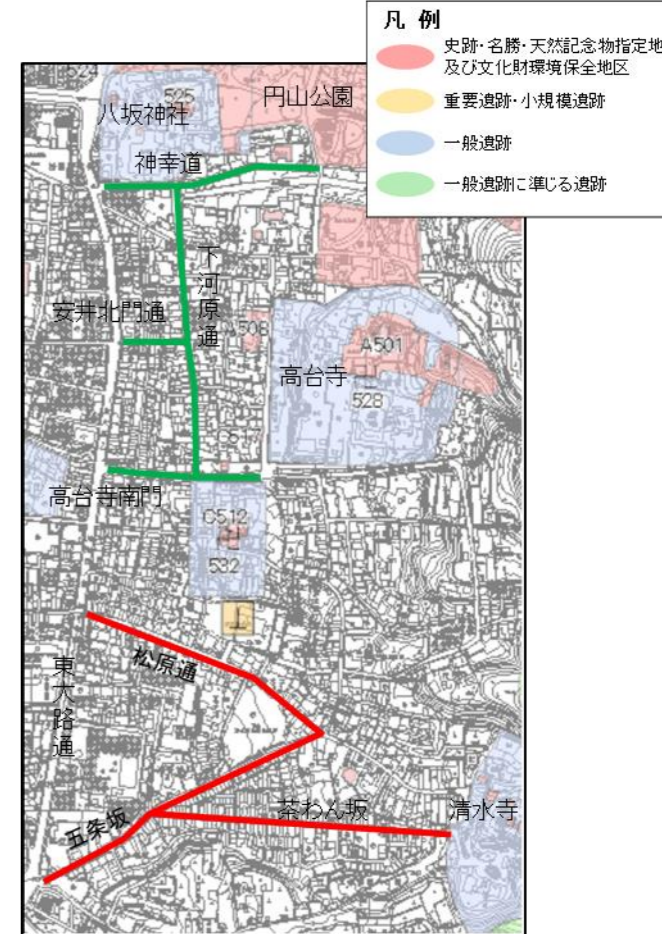 凡 例
史跡・名勝・天然記念物指定地
及び文化財環境保全地区
重要遺跡・小規模遺跡
一般遺跡
一般遺跡に準じる遺跡
524
525
八坂神社
円山公園
神幸道
下河原通
安井北門通
A508
A501
高台寺
528
C517
高台寺南門
C512
532
松原通
東大路通
茶わん坂
清水寺
五条坂